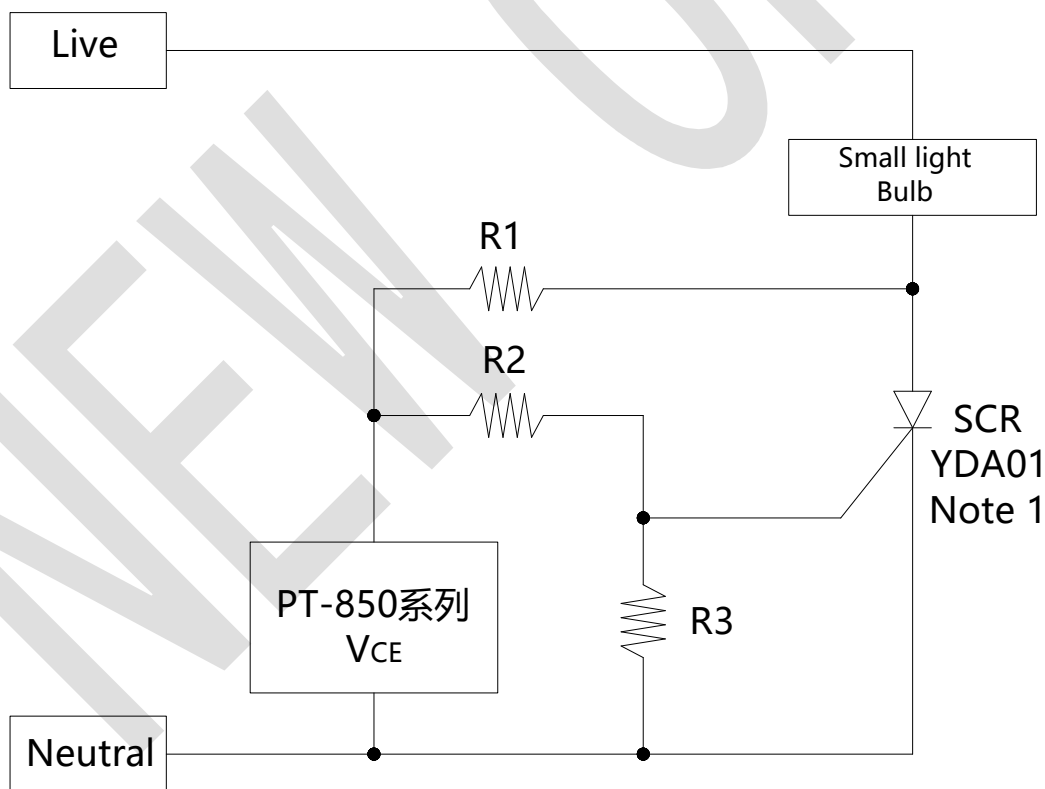 Live
Small light
Bulb
R1
R2
SCR
YDA01
Note 1
PT-850系列
VCE
R3
Neutral
NEW